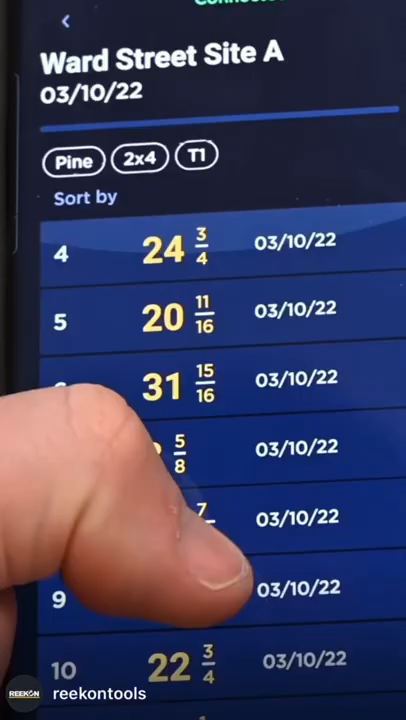 Ward Street Site A
03/10/22
Pine 2x4 T1
Sort by
4 24 3/4 03/10/22
5 20 11/16 03/10/22
31 15/16 03/10/22
5/8 03/10/22
7 03/10/22
9 03/10/22
10 22 3/4 03/10/22
REEKON reekontools